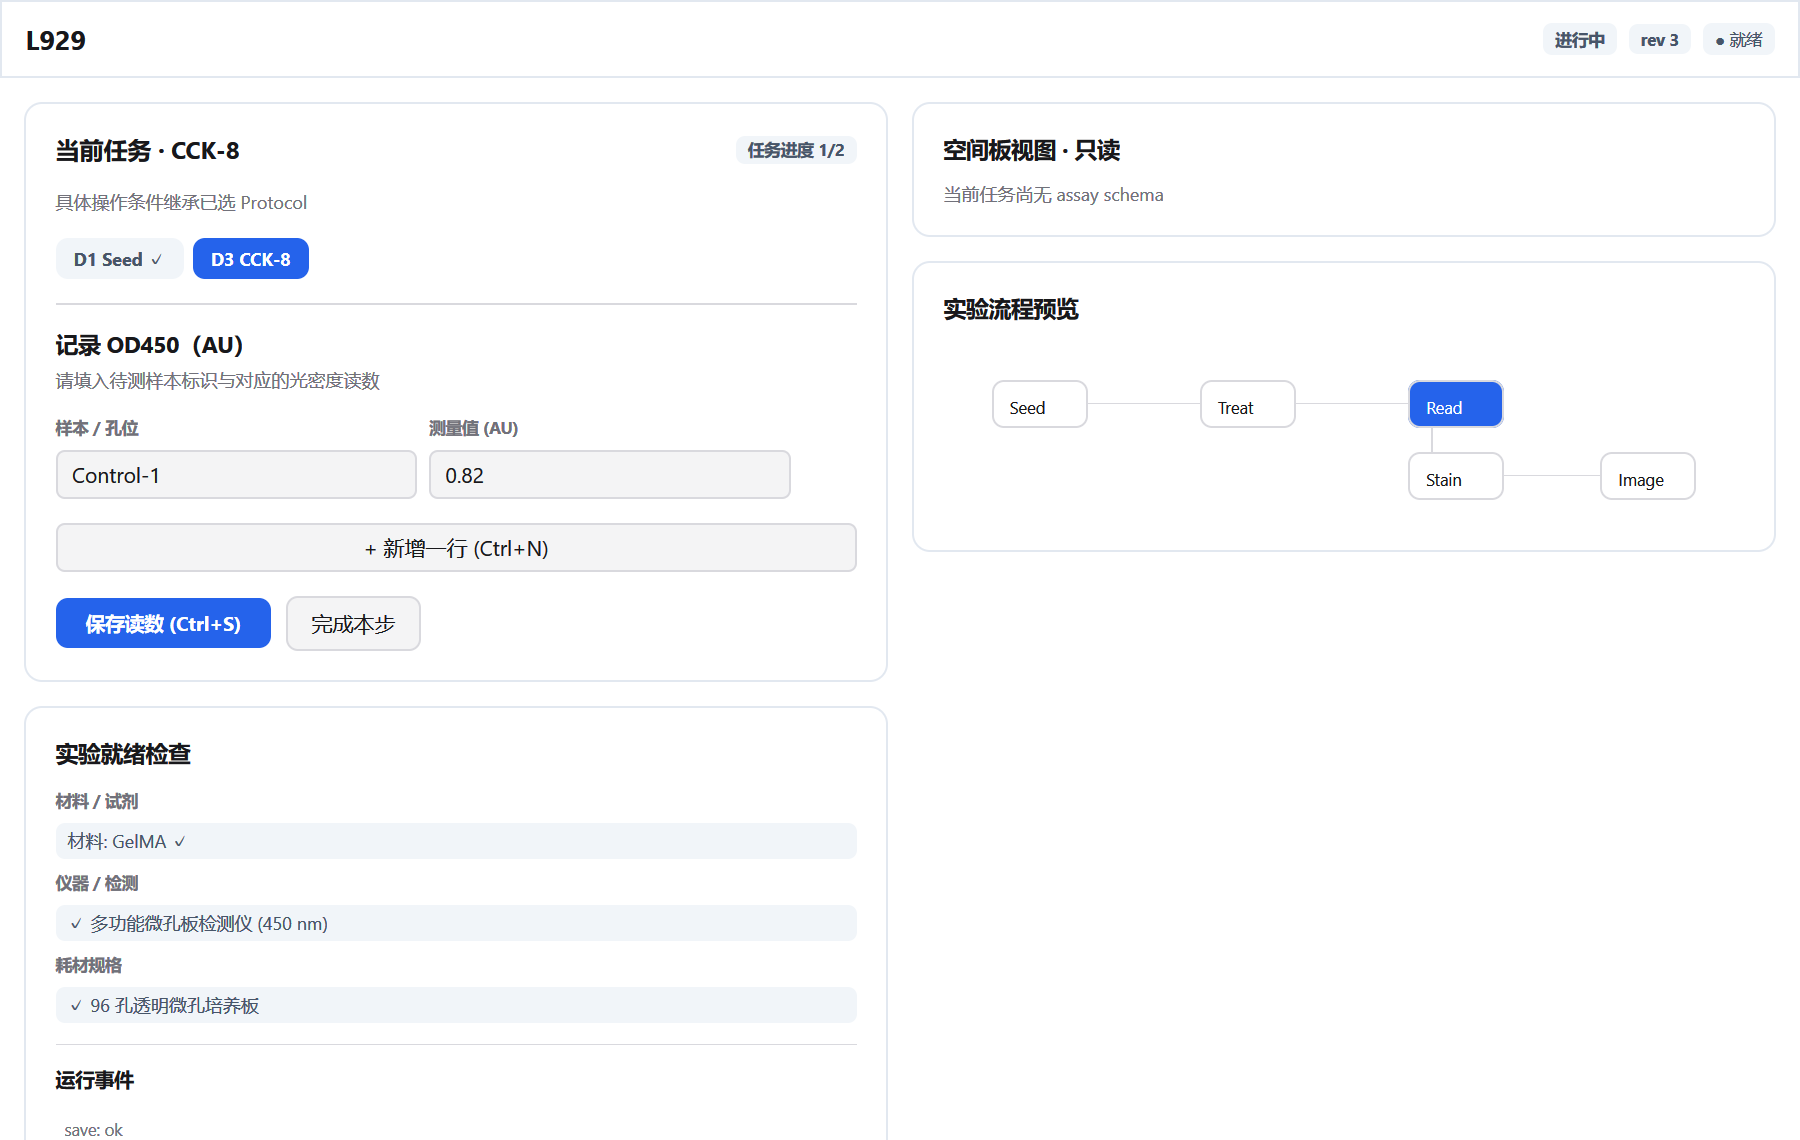 L929
进行中
rev 3
● 就绪
当前任务 · CCK-8
任务进度 1/2
具体操作条件继承已选 Protocol
D1 Seed ✓
D3 CCK-8
记录 OD450（AU）
请填入待测样本标识与对应的光密度读数
样本 / 孔位
测量值 (AU)
Control-1
0.82
+ 新增一行 (Ctrl+N)
保存读数 (Ctrl+S)
完成本步
实验就绪检查
材料 / 试剂
材料: GelMA ✓
仪器 / 检测
✓ 多功能微孔板检测仪 (450 nm)
耗材规格
✓ 96 孔透明微孔培养板
运行事件
save: ok
空间板视图 · 只读
当前任务尚无 assay schema
实验流程预览
Seed
Treat
Read
Stain
Image